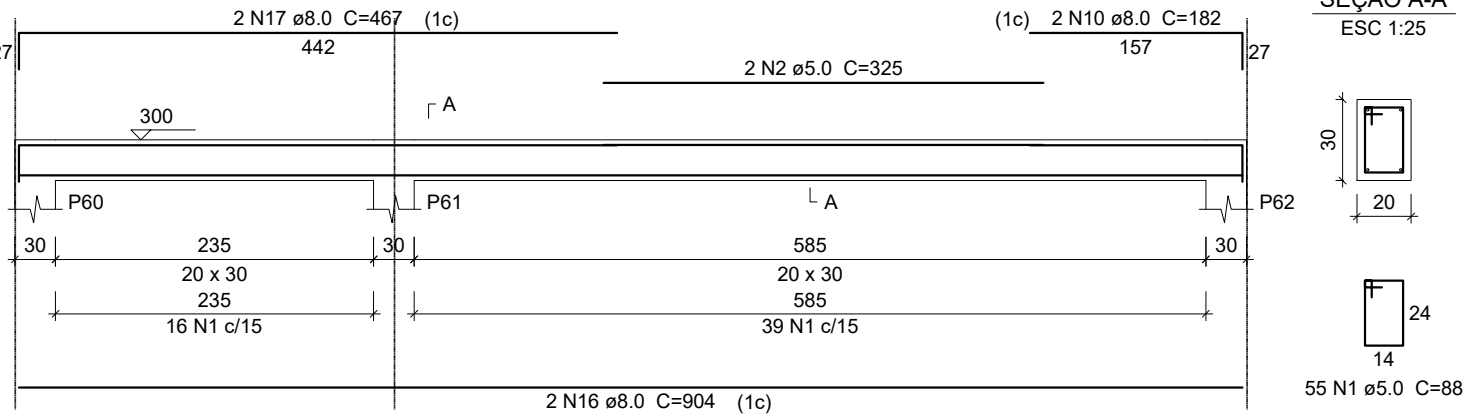 2 N17 ø8.0 C=467 (1c)
(1c) 2 N10 ø8.0 C=182
SEÇÃO A-A
ESC 1:25
27
442
157
27
2 N2 ø5.0 C=325
A
300
30
20
P60
P61
A
P62
30
235
30
585
30
20 x 30
20 x 30
235
585
16 N1 c/15
39 N1 c/15
24
14
55 N1 ø5.0 C=88
2 N16 ø8.0 C=904 (1c)